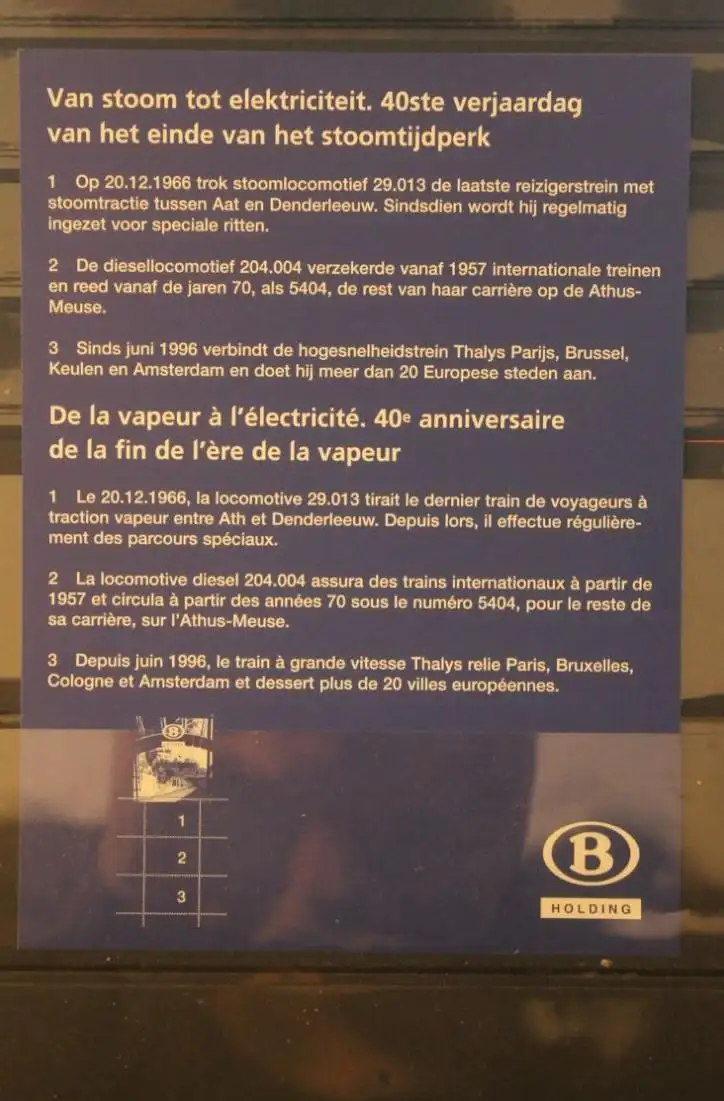 Van stoom tot elektriciteit. 40ste verjaardag
van het einde van het stoomtijdperk
1 Op 20.12.1966 trok stoomlocomotief 29.013 de laatste reizigerstrein met
stoomtractie tussen Aat en Denderleeuw. Sindsdien wordt hij regelmatig
ingezet voor speciale ritten.
2 De diesellocomotief 204.004 verzekerde vanaf 1957 internationale treinen
en reed vanaf de jaren 70, als 5404, de rest van haar carrière op de Athus-
Meuse.
3 Sinds juni 1996 verbindt de hogesnelheidstrein Thalys Parijs, Brussel,
Keulen en Amsterdam en doet hij meer dan 20 Europese steden aan.
De la vapeur à l'électricité. 40e anniversaire
de la fin de l'ère de la vapeur
1 Le 20.12.1966, la locomotive 29.013 tirait le dernier train de voyageurs à
traction vapeur entre Ath et Denderleeuw. Depuis lors, il effectue régulière-
ment des parcours spéciaux.
2 La locomotive diesel 204.004 assura des trains internationaux à partir de
1957 et circula à partir des années 70 sous le numéro 5404, pour le reste de
sa carrière, sur l'Athus-Meuse.
3 Depuis juin 1996, le train à grande vitesse Thalys relie Paris, Bruxelles,
Cologne et Amsterdam et dessert plus de 20 villes européennes.
B
1
2
3
B
HOLDING